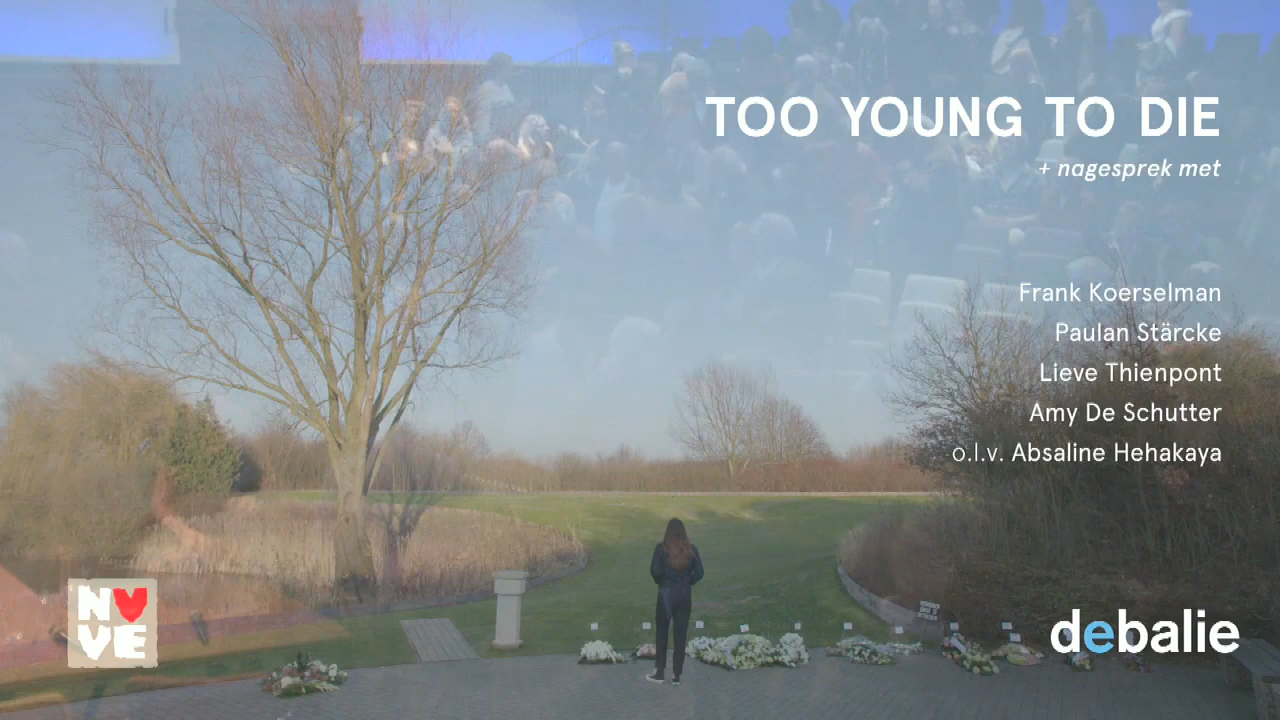 TOO YOUNG TO DIE
+ nagesprek met
Frank Koerselman
Paulan Stärcke
Lieve Thienpont
Amy De Schutter
o.l.v. Absaline Hehakaya
NVVE
debalie